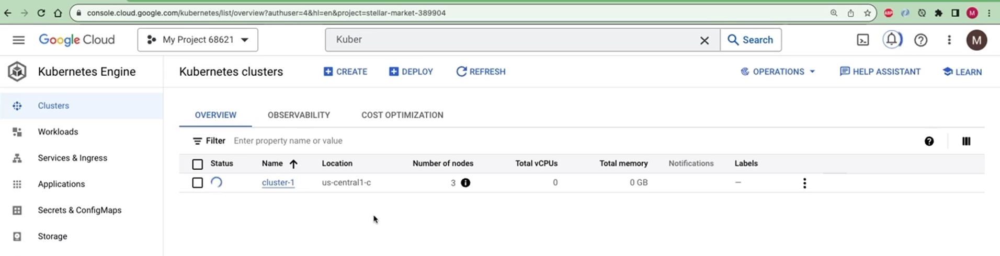 console.cloud.google.com/kubernetes/list/overview?authuser=4&hl=en&project=stellar-market-389904
ABP
M
Google Cloud
My Project 68621
Kuber
Search
M
Kubernetes Engine
Kubernetes clusters
CREATE
DEPLOY
REFRESH
OPERATIONS
HELP ASSISTANT
LEARN
Clusters
Workloads
Services & Ingress
Applications
Secrets & ConfigMaps
Storage
OVERVIEW
OBSERVABILITY
COST OPTIMIZATION
Filter Enter property name or value
Status Name Location Number of nodes Total vCPUs Total memory Notifications Labels
cluster-1 us-central1-c 3 0 0 GB —